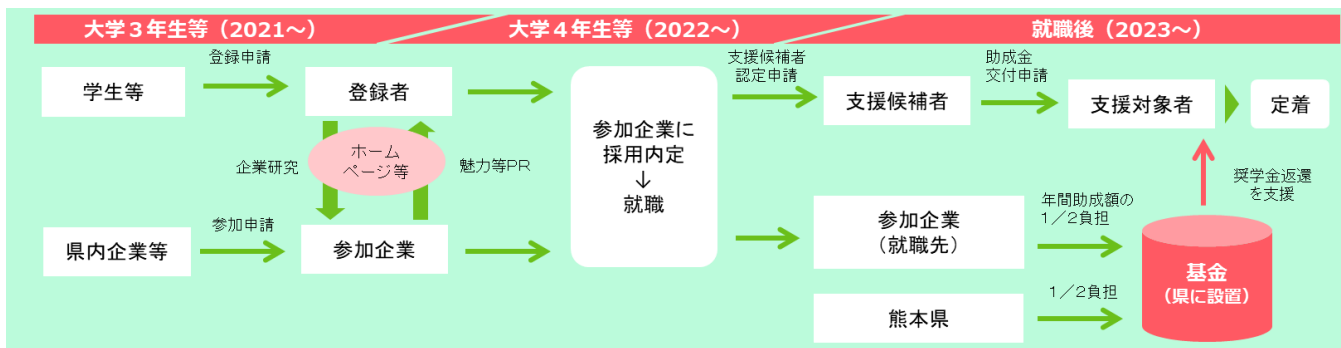 大学３年生等（2021～）
大学４年生等（2022～）
就職後（2023～）
学生等
登録申請
登録者
企業研究
ホーム
ページ等
魅力等PR
県内企業等
参加申請
参加企業
参加企業に
採用内定
↓
就職
支援候補者
認定申請
支援候補者
助成金
交付申請
支援対象者
定着
奨学金返還
を支援
参加企業
（就職先）
年間助成額の
１／２負担
熊本県
１／２負担
基金
（県に設置）